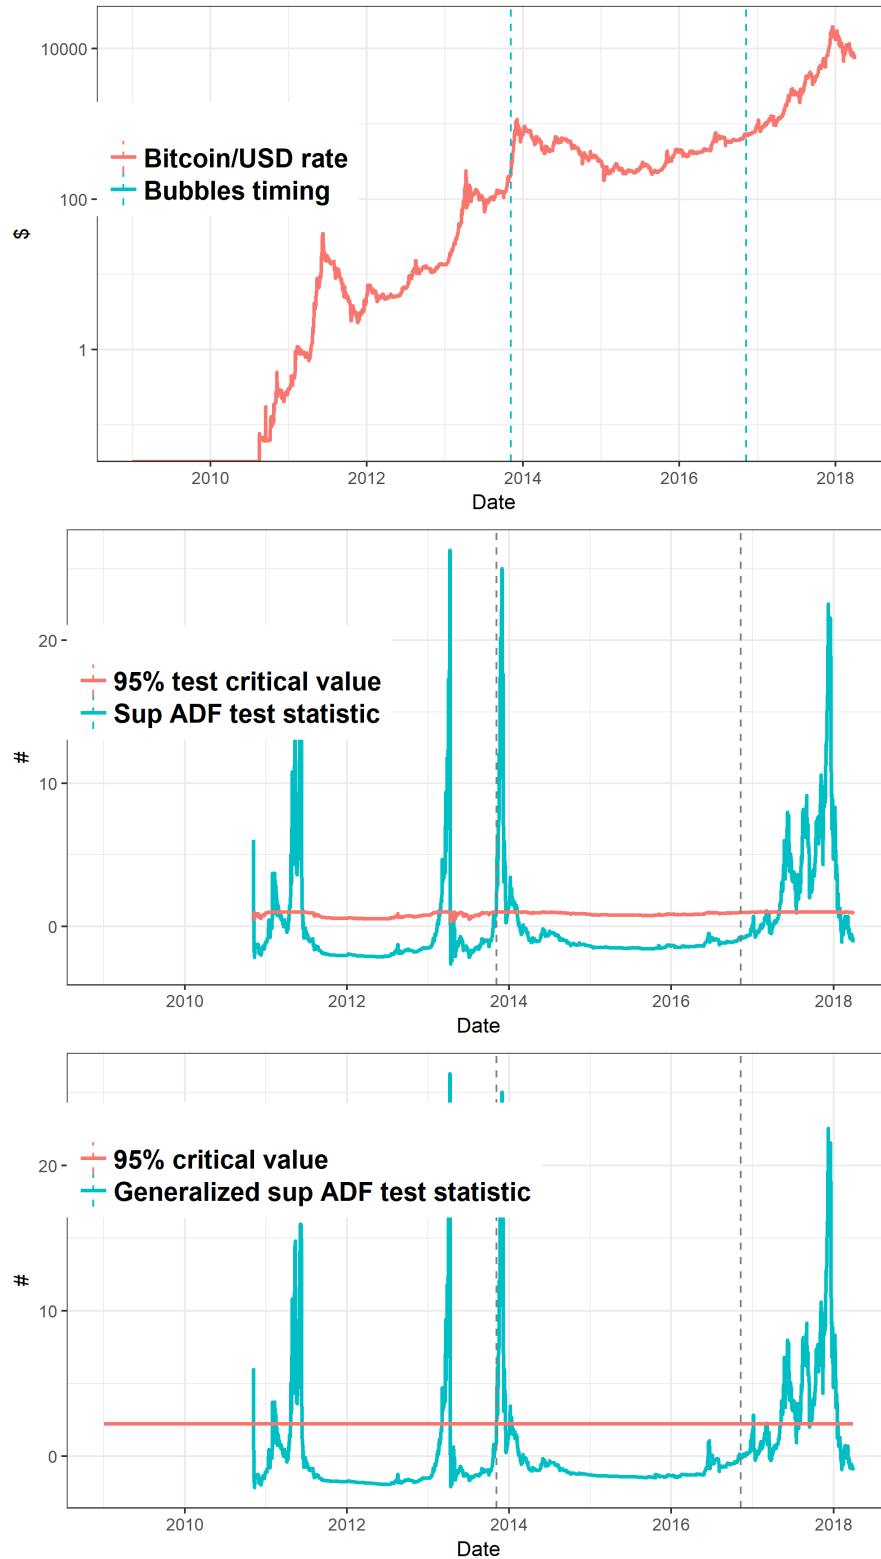 10000
100
1
$
Bitcoin/USD rate
Bubbles timing
2010 2012 2014 2016 2018
Date
20
10
0
#
95% test critical value
Sup ADF test statistic
2010 2012 2014 2016 2018
Date
20
10
0
#
95% critical value
Generalized sup ADF test statistic
2010 2012 2014 2016 2018
Date